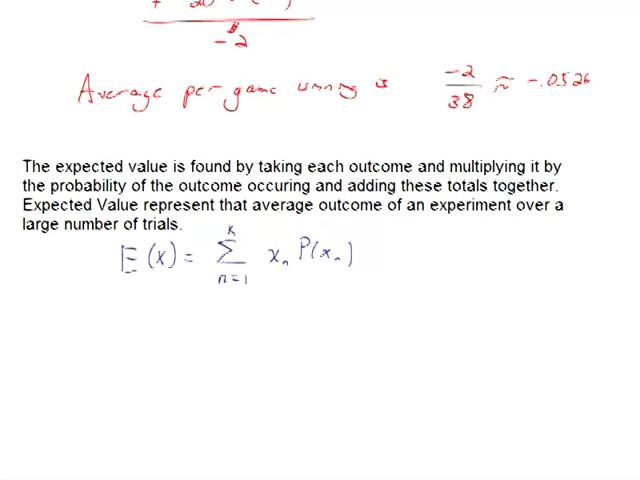 -2
Average per game winning is -2/38 ≈ -.0526
The expected value is found by taking each outcome and multiplying it by
the probability of the outcome occuring and adding these totals together.
Expected Value represent that average outcome of an experiment over a
large number of trials.
E(x) = ∑_{n=1}^{k} x_n P(x_n)